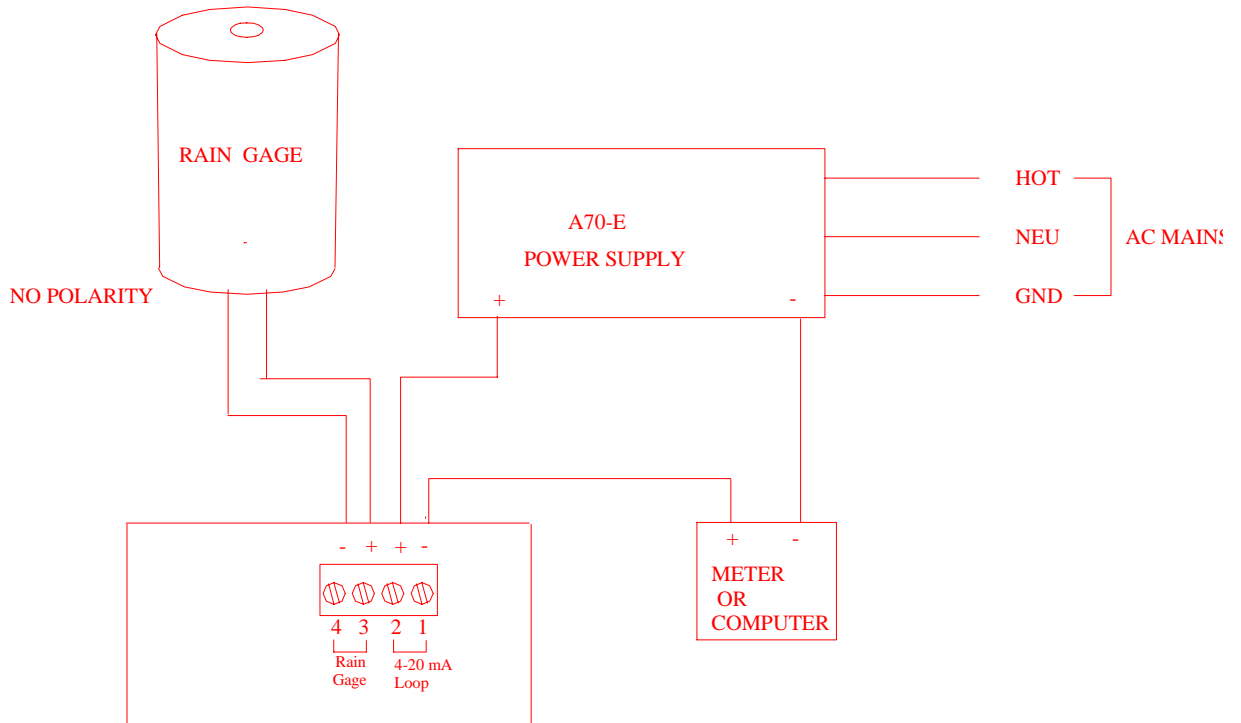 RAIN GAGE
NO POLARITY
-
A70-E
POWER SUPPLY
+ -
HOT
NEU
GND
AC MAINS
- + + -
4 3 2 1
Rain
Gage
4-20 mA
Loop
+ -
METER
OR
COMPUTER